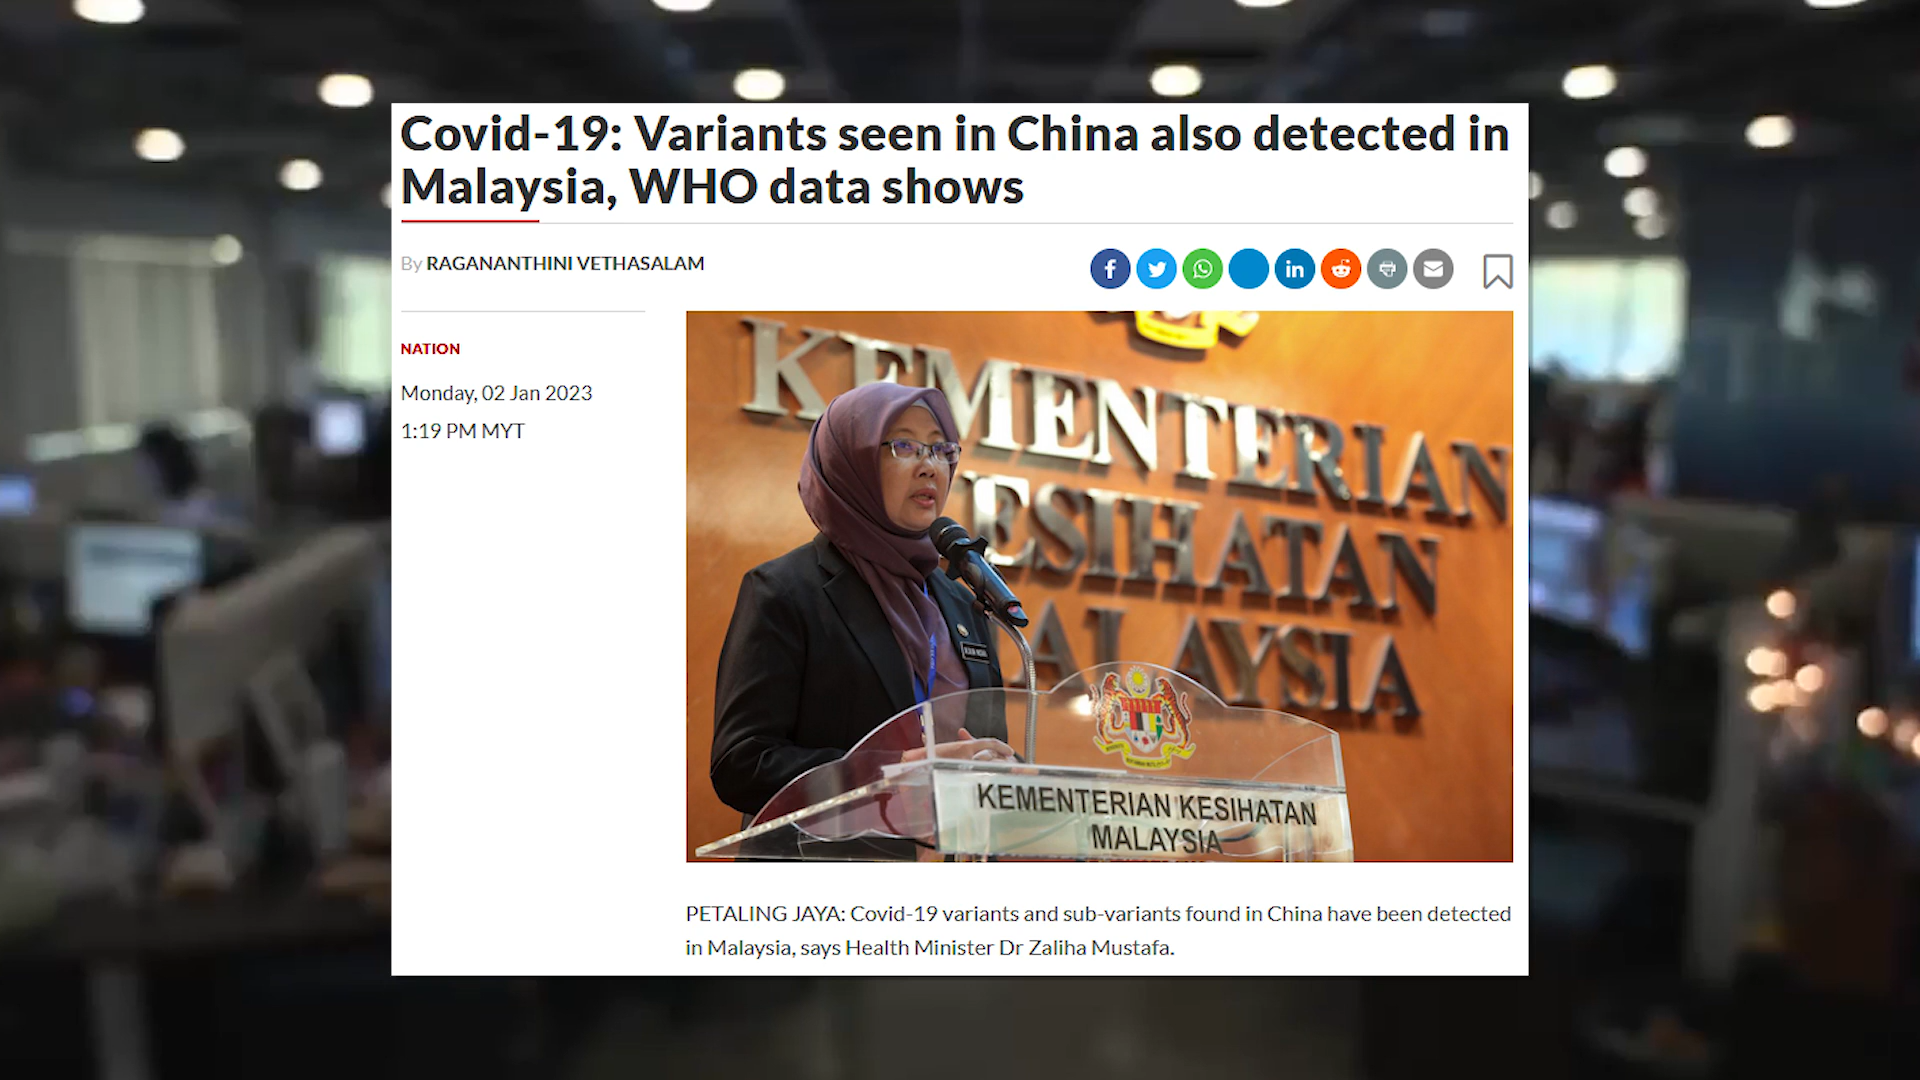 Covid-19: Variants seen in China also detected in
Malaysia, WHO data shows
By RAGANANTHINI VETHASALAM
NATION
Monday, 02 Jan 2023
1:19 PM MYT
KEMENTERIAN
KESIHATAN
MALAYSIA
KEMENTERIAN KESIHATAN
MALAYSIA
PETALING JAYA: Covid-19 variants and sub-variants found in China have been detected
in Malaysia, says Health Minister Dr Zaliha Mustafa.